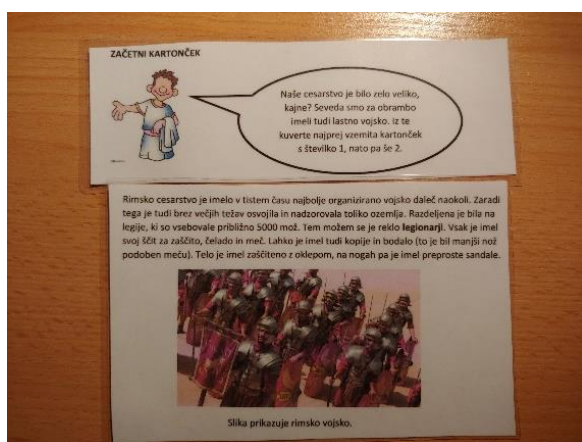 ZAČETNI KARTONČEK
Naše cesarstvo je bilo zelo veliko,
kajne? Seveda smo za obrambo
imeli tudi lastno vojsko. Iz te
kuverte najprej vzemita kartonček
s številko 1, nato pa še 2.
Rimsko cesarstvo je imelo v tistem času najbolje organizirano vojsko daleč naokoli. Zaradi
tega je tudi brez večjih težav osvojila in nadzorovala toliko ozemlja. Razdeljena je bila na
legije, ki so vsebovale približno 5000 mož. Tem možem se je reklo legionarji. Vsak je imel
svoj ščit za zaščito, čelado in meč. Lahko je imel tudi kopije in bodalo (to je bil manjši nož
podoben meču). Telo je imel zaščiteno z oklepom, na nogah pa je imel preproste sandale.
Slika prikazuje rimsko vojsko.